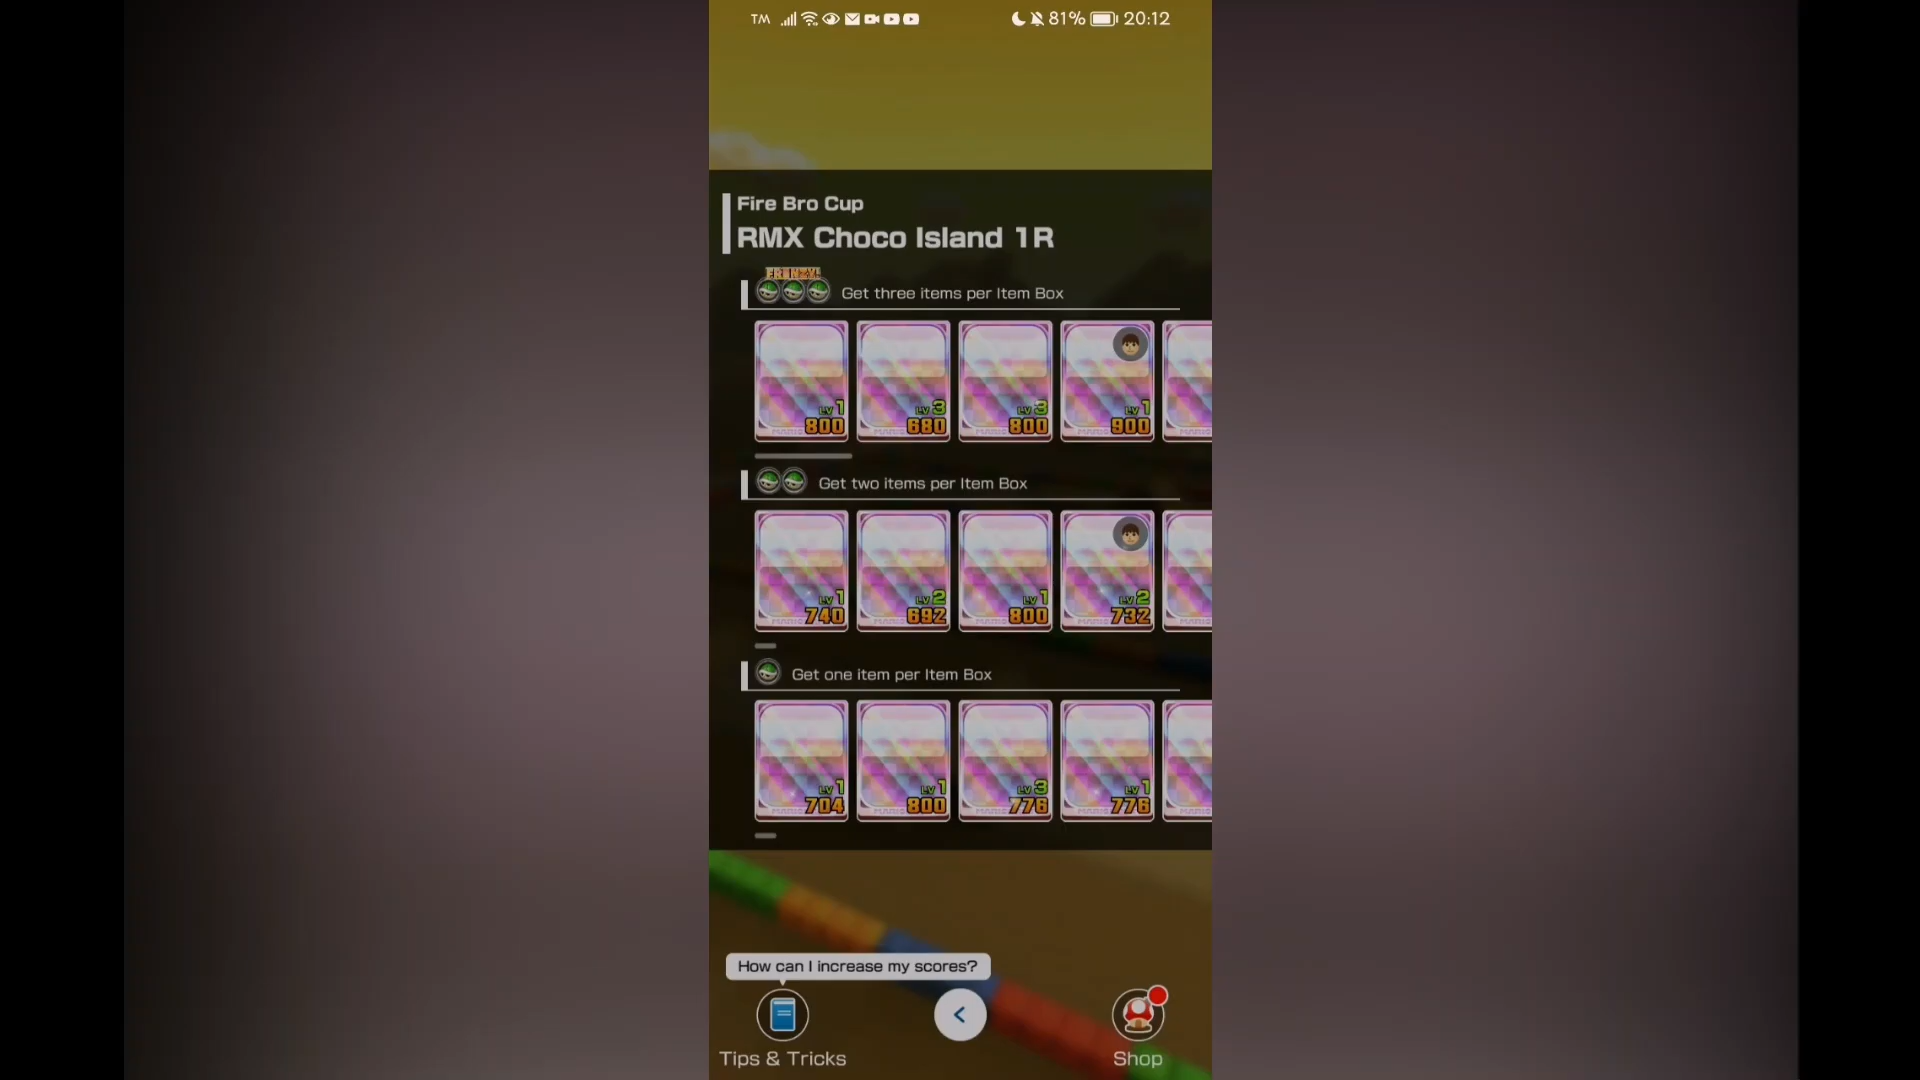 TM 81% 20:12
Fire Bro Cup
RMX Choco Island 1R
FRENZY!
Get three items per Item Box
LV 1 LV 3 LV 3 LV 1
800 680 800 900
Get two items per Item Box
LV 1 LV 2 LV 1 LV 2
740 692 800 732
Get one item per Item Box
LV 1 LV 1 LV 3 LV 1
704 800 776 776
How can I increase my scores?
Tips & Tricks Shop